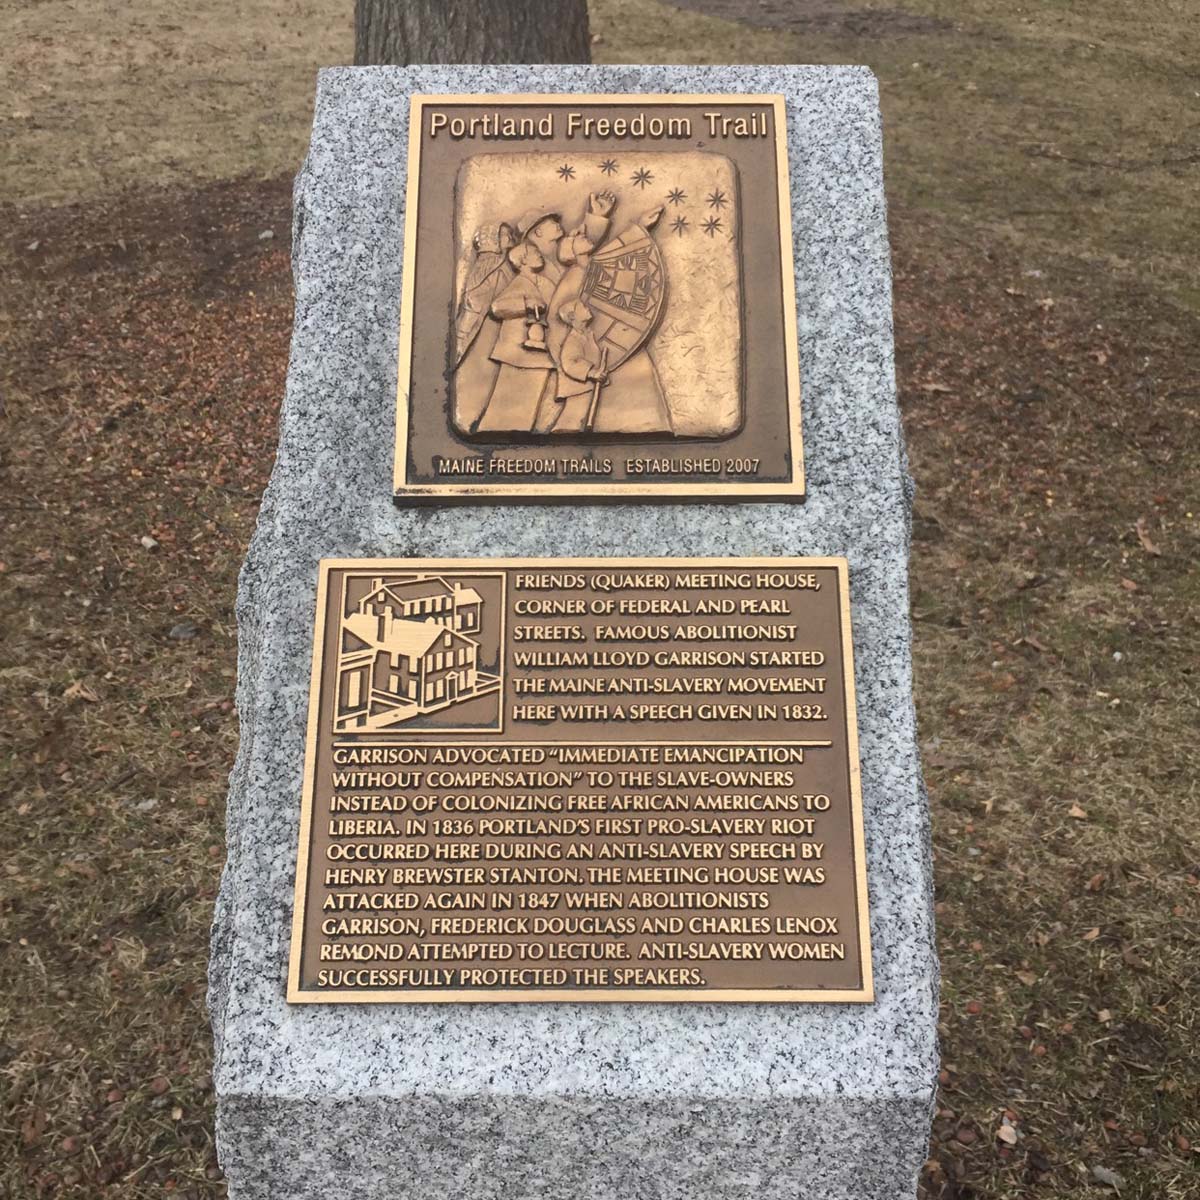 Portland Freedom Trail
MAINE FREEDOM TRAILS ESTABLISHED 2007
FRIENDS (QUAKER) MEETING HOUSE,
CORNER OF FEDERAL AND PEARL
STREETS. FAMOUS ABOLITIONIST
WILLIAM LLOYD GARRISON STARTED
THE MAINE ANTI-SLAVERY MOVEMENT
HERE WITH A SPEECH GIVEN IN 1832.
GARRISON ADVOCATED “IMMEDIATE EMANCIPATION
WITHOUT COMPENSATION” TO THE SLAVE-OWNERS
INSTEAD OF COLONIZING FREE AFRICAN AMERICANS TO
LIBERIA. IN 1836 PORTLAND'S FIRST PRO-SLAVERY RIOT
OCCURRED HERE DURING AN ANTI-SLAVERY SPEECH BY
HENRY BREWSTER STANTON. THE MEETING HOUSE WAS
ATTACKED AGAIN IN 1847 WHEN ABOLITIONISTS
GARRISON, FREDERICK DOUGLASS AND CHARLES LENOX
REMOND ATTEMPTED TO LECTURE. ANTI-SLAVERY WOMEN
SUCCESSFULLY PROTECTED THE SPEAKERS.